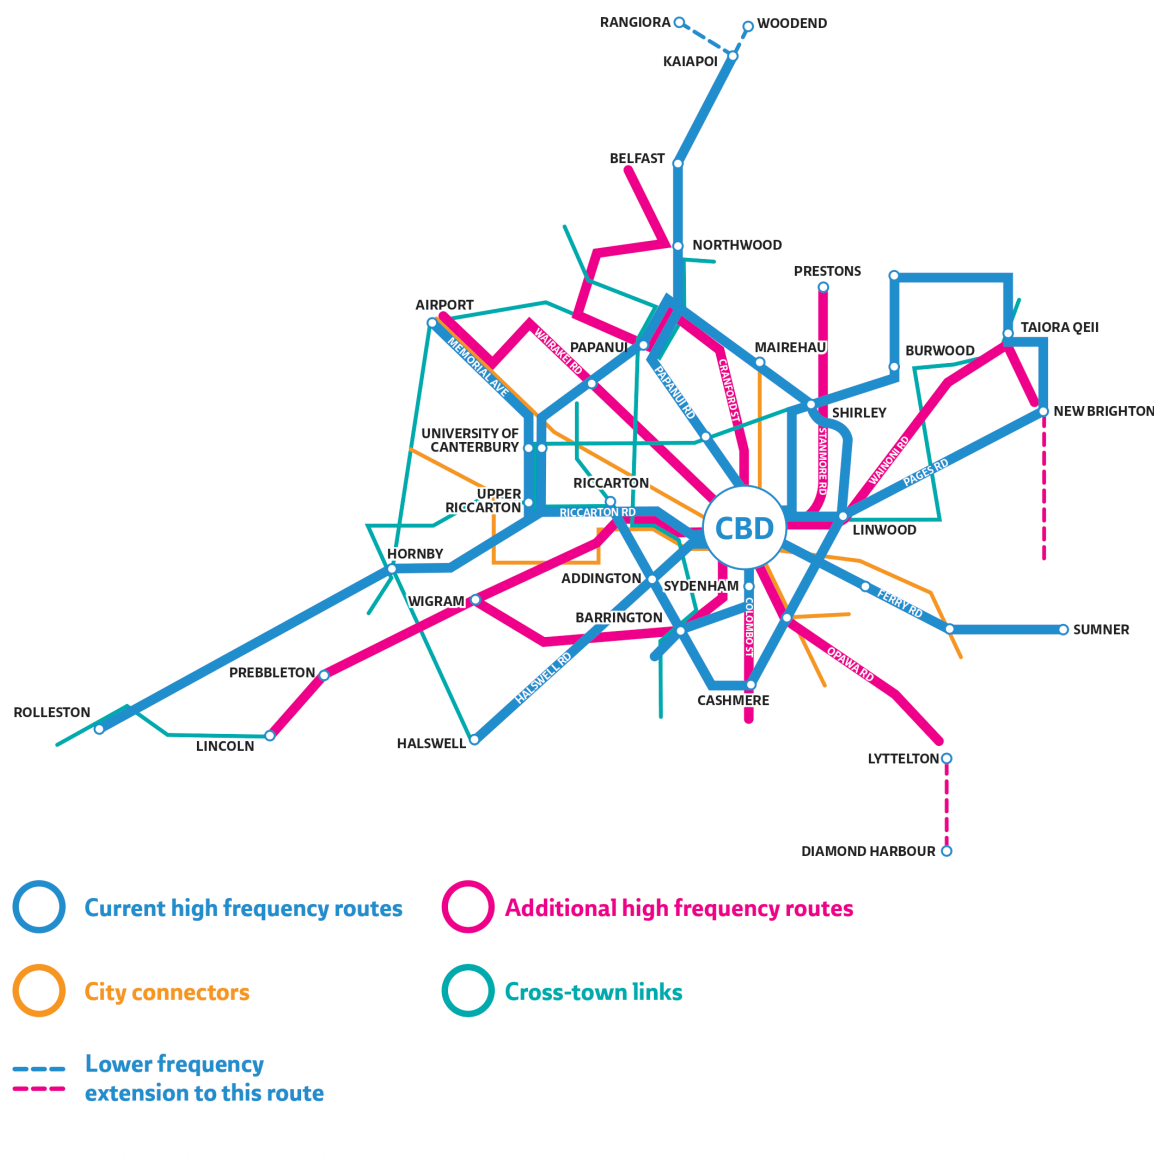 RANGIORA
WOODEND
KAIAPOI
BELFAST
NORTHWOOD
PRESTONS
AIRPORT
TAIORA QEII
WAIRAKEI RD
PAPANUI
MAIREHAU
BURWOOD
MEMORIAL AVE
PAPANUI RD
CRANFORD ST
SHIRLEY
NEW BRIGHTON
UNIVERSITY OF
CANTERBURY
STANMORE RD
WAINONI RD
PAGES RD
RICCARTON
UPPER
RICCARTON
RICCARTON RD
CBD
LINWOOD
HORNBY
ADDINGTON
SYDENHAM
WIGRAM
FERRY RD
BARRINGTON
COLOMBO ST
SUMNER
PREBBLETON
HALSWELL RD
OPAWA RD
CASHMERE
ROLLESTON
LINCOLN
HALSWELL
LYTTELTON
DIAMOND HARBOUR
Current high frequency routes
Additional high frequency routes
City connectors
Cross-town links
Lower frequency
extension to this route